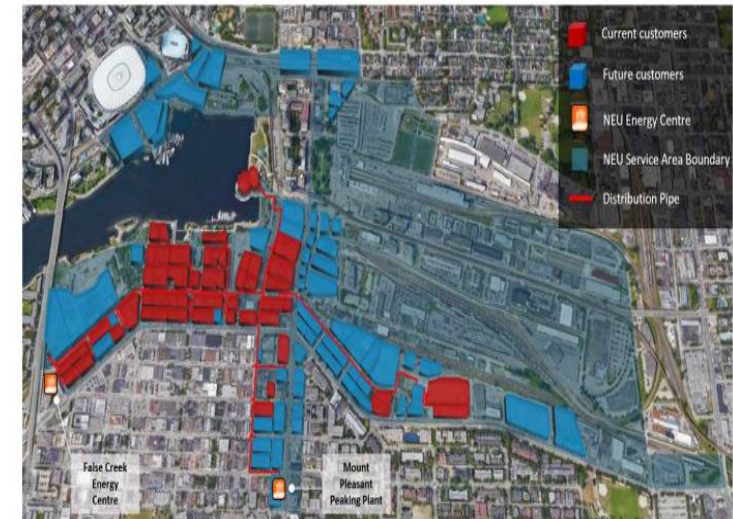 Current customers
Future customers
NEU Energy Centre
NEU Service Area Boundary
Distribution Pipe
False Creek
Energy
Centre
Mount
Pleasant
Peaking Plant